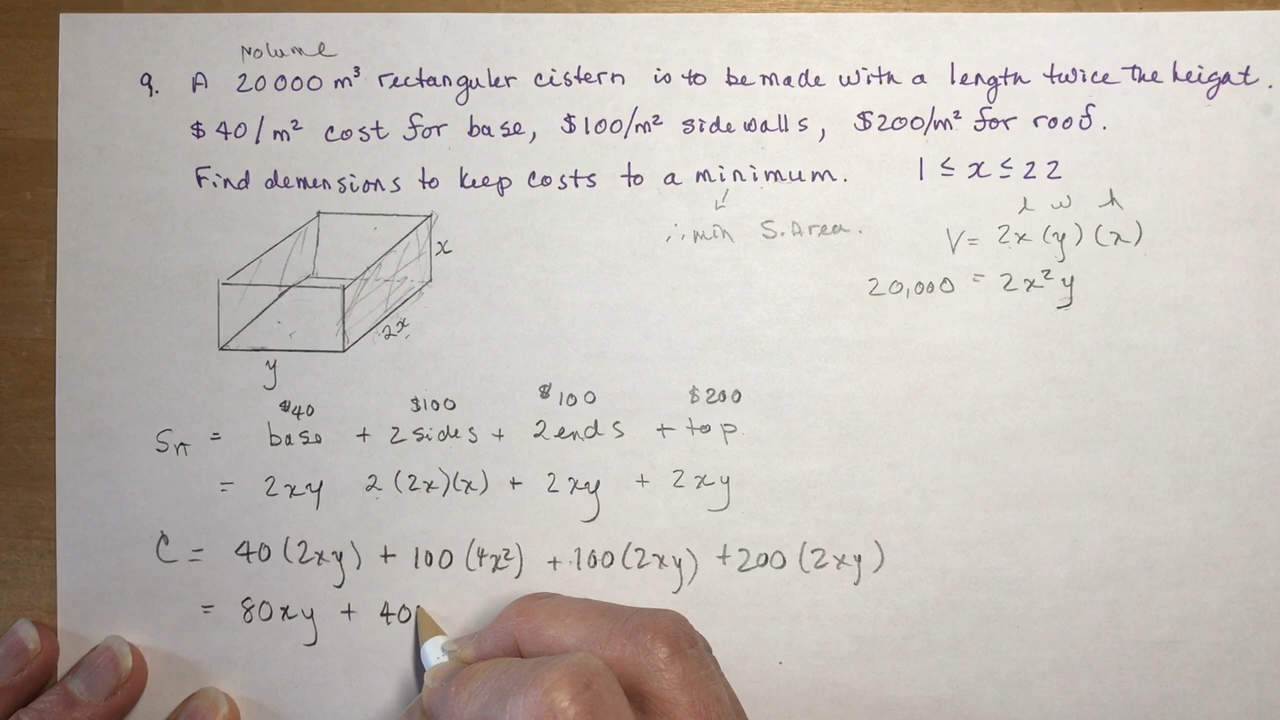 volume
9. A 20000 m³ rectanguler cistern is to be made with a length twice the heigat.
$40/m² cost for base, $100/m² sidewalls, $200/m² for roof.
Find demensions to keep costs to a minimum. 1 ≤ x ≤ 22
∴ min S.Area.
l w h
V = 2x (y) (x)
20,000 = 2x²y
x
2x
y
$40 $100 $100 $200
= base + 2 sides + 2 ends + top.
= 2xy 2(2x)(x) + 2xy + 2xy
C = 40(2xy) + 100(4x²) + 100(2xy) + 200(2xy)
= 80xy + 40